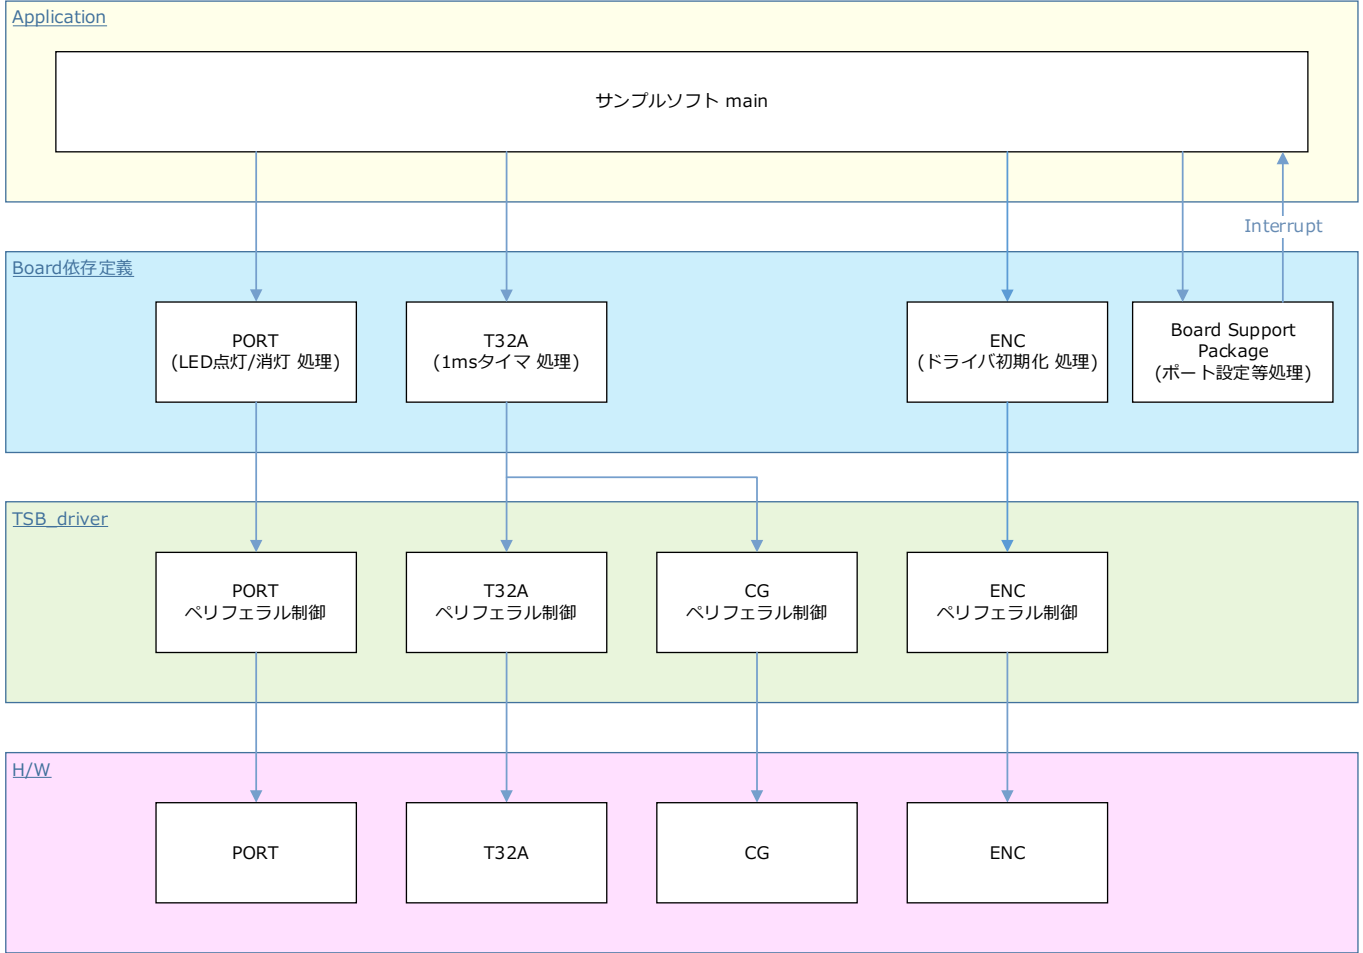 Application
サンプルソフト main
Interrupt
Board依存定義
PORT
(LED点灯/消灯 処理)
T32A
(1msタイマ 処理)
ENC
(ドライバ初期化 処理)
Board Support
Package
(ポート設定等処理)
TSB_driver
PORT
ペリフェラル制御
T32A
ペリフェラル制御
CG
ペリフェラル制御
ENC
ペリフェラル制御
H/W
PORT
T32A
CG
ENC